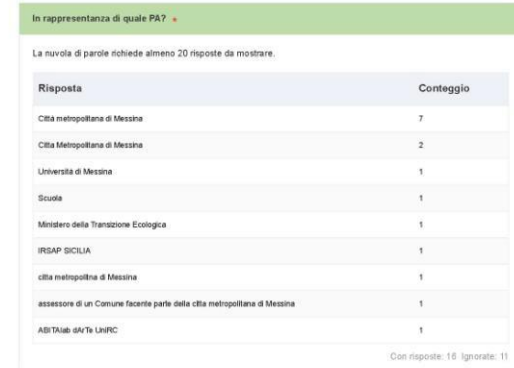 In rappresentanza di quale PA? *
La nuvola di parole richiede almeno 20 risposte da mostrare.
Risposta Conteggio
Città metropolitana di Messina 7
Citta Metropolitana di Messina 2
Università di Messina 1
Scuola 1
Ministero della Transizione Ecologica 1
IRSAP SICILIA 1
citta metropolitna di Messina 1
assessore di un Comune facente parte della citta metropolitana di Messina 1
ABITAlab dArTe UniRC 1
Con risposte: 16 Ignorate: 11